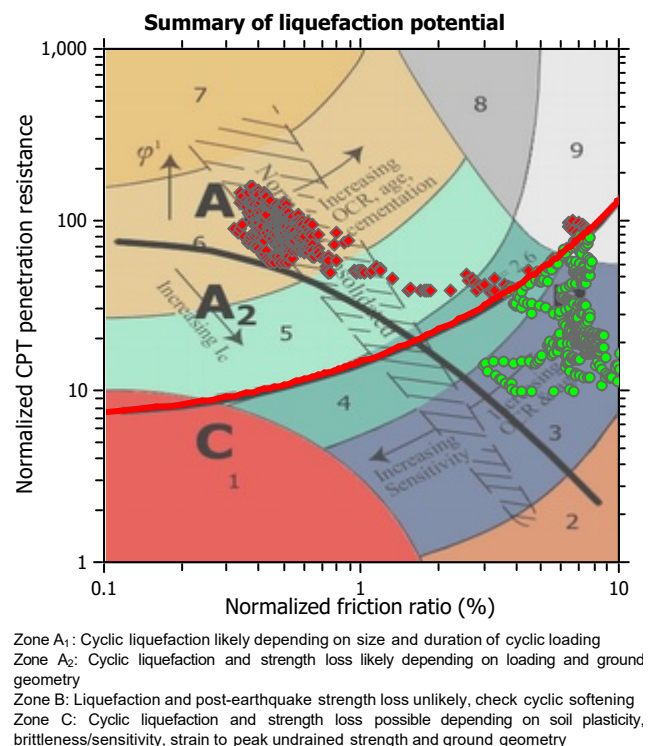 Summary of liquefaction potential
Normalized CPT penetration resistance
1,000
100
10
1
7
8
9
φ'
A
6
Increasing
OCR, age,
cementation
A2
Increasing Ic
5
= 2.6
4
C
1
Increasing
Sensitivity
3
2
0.1
1
10
Normalized friction ratio (%)
Zone A₁: Cyclic liquefaction likely depending on size and duration of cyclic loading
Zone A₂: Cyclic liquefaction and strength loss likely depending on loading and ground
geometry
Zone B: Liquefaction and post-earthquake strength loss unlikely, check cyclic softening
Zone C: Cyclic liquefaction and strength loss possible depending on soil plasticity,
brittleness/sensitivity, strain to peak undrained strength and ground geometry